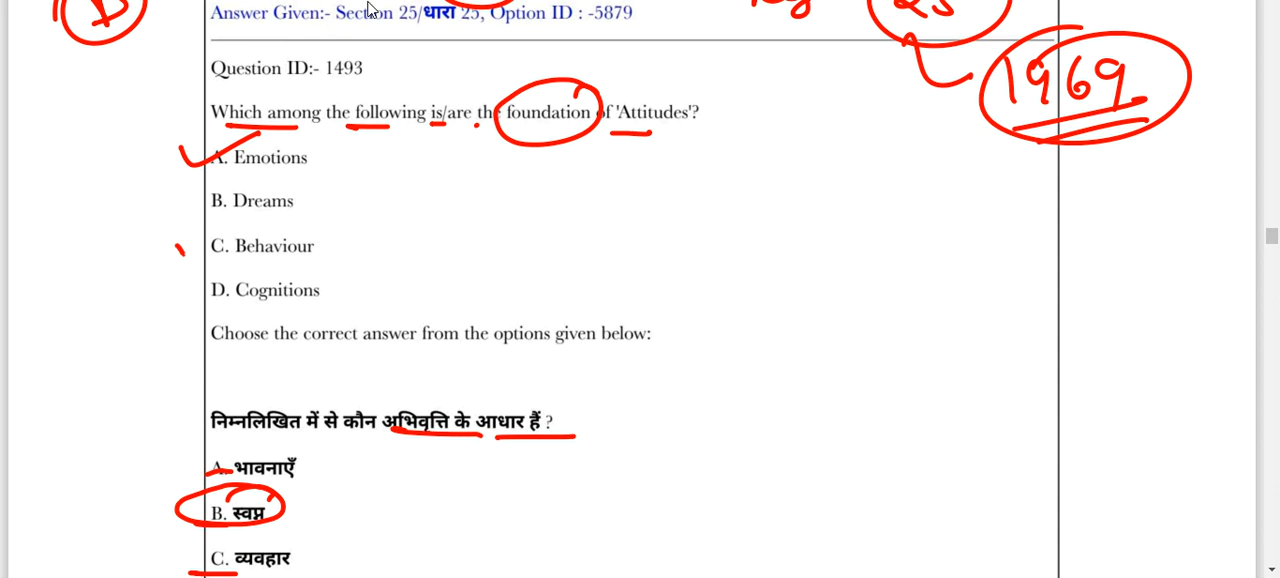 Answer Given:- Section 25/धारा 25, Option ID : -5879
Question ID:- 1493
1969
Which among the following is/are the foundation of 'Attitudes'?
A. Emotions
B. Dreams
C. Behaviour
D. Cognitions
Choose the correct answer from the options given below:
निम्नलिखित में से कौन अभिवृत्ति के आधार हैं ?
A. भावनाएँ
B. स्वप्न
C. व्यवहार